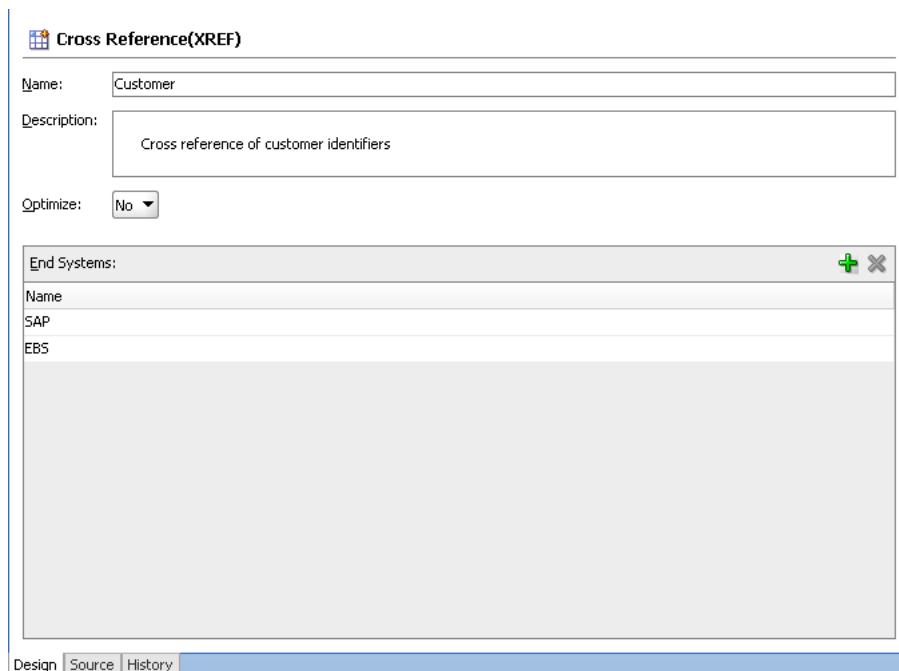 Cross Reference(XREF)
Name: Customer
Description: Cross reference of customer identifiers
Optimize: No
End Systems:
Name
SAP
EBS
Design Source History